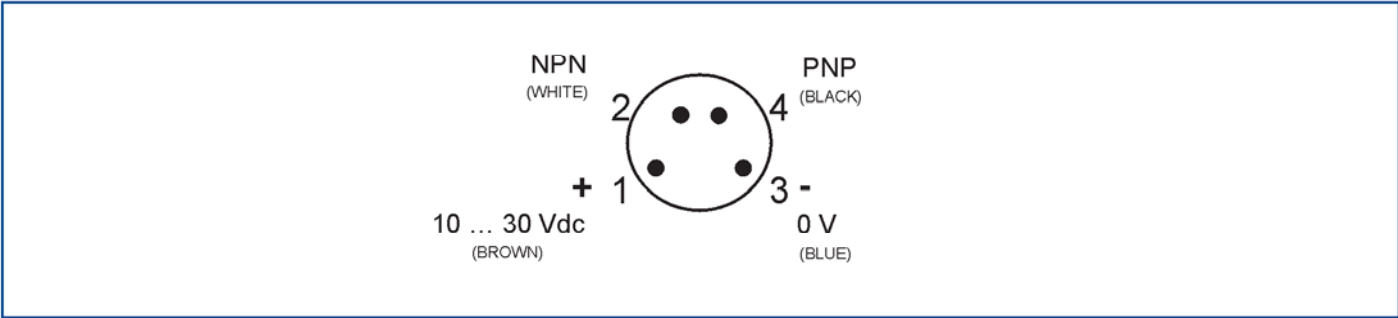 NPN
(WHITE)
PNP
(BLACK)
2
4
+ 1
3 -
10 ... 30 Vdc
(BROWN)
0 V
(BLUE)